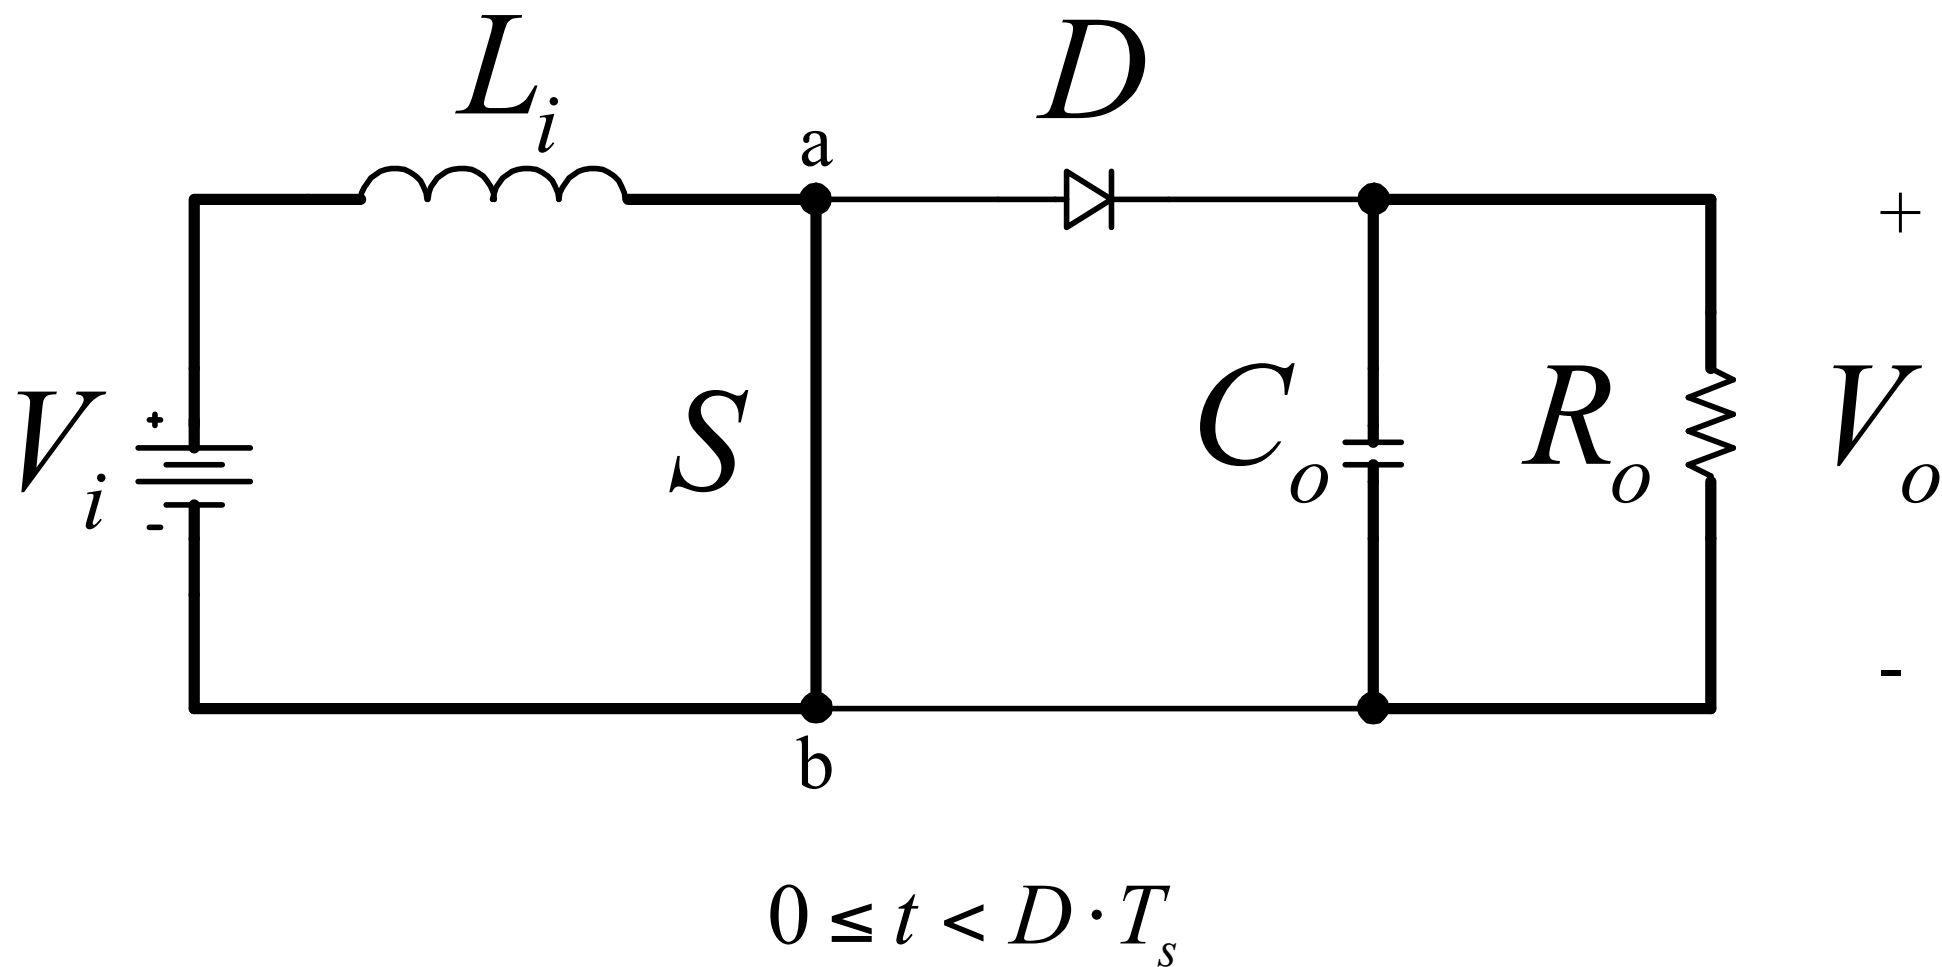 L_i
D
a
+
V_i
+
-
S
C_o
R_o
V_o
-
b
0 ≤ t < D · T_s